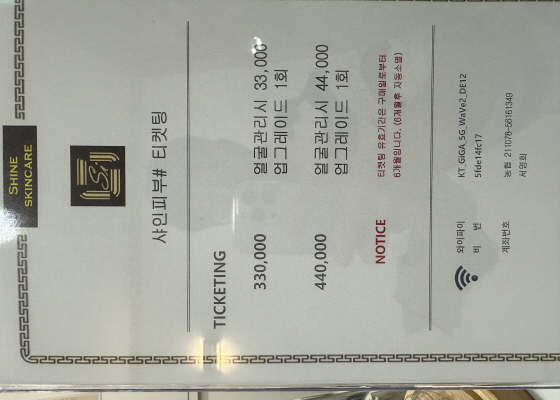 SHINE
SKINCARE
샤인피부# 티켓팅
TICKETING
330,000 얼굴관리시 33,000
업그레이드 1회
440,000 얼굴관리시 44,000
업그레이드 1회
NOTICE 티켓팅 유효기간은 구매일로부터
6개월입니다. (6개월후 자동소멸)
와이파이 KT_GiGA_5G_WaVe2_DE12
비 번 5fde14fc17
계좌번호 농협 211078-56161349
서명희